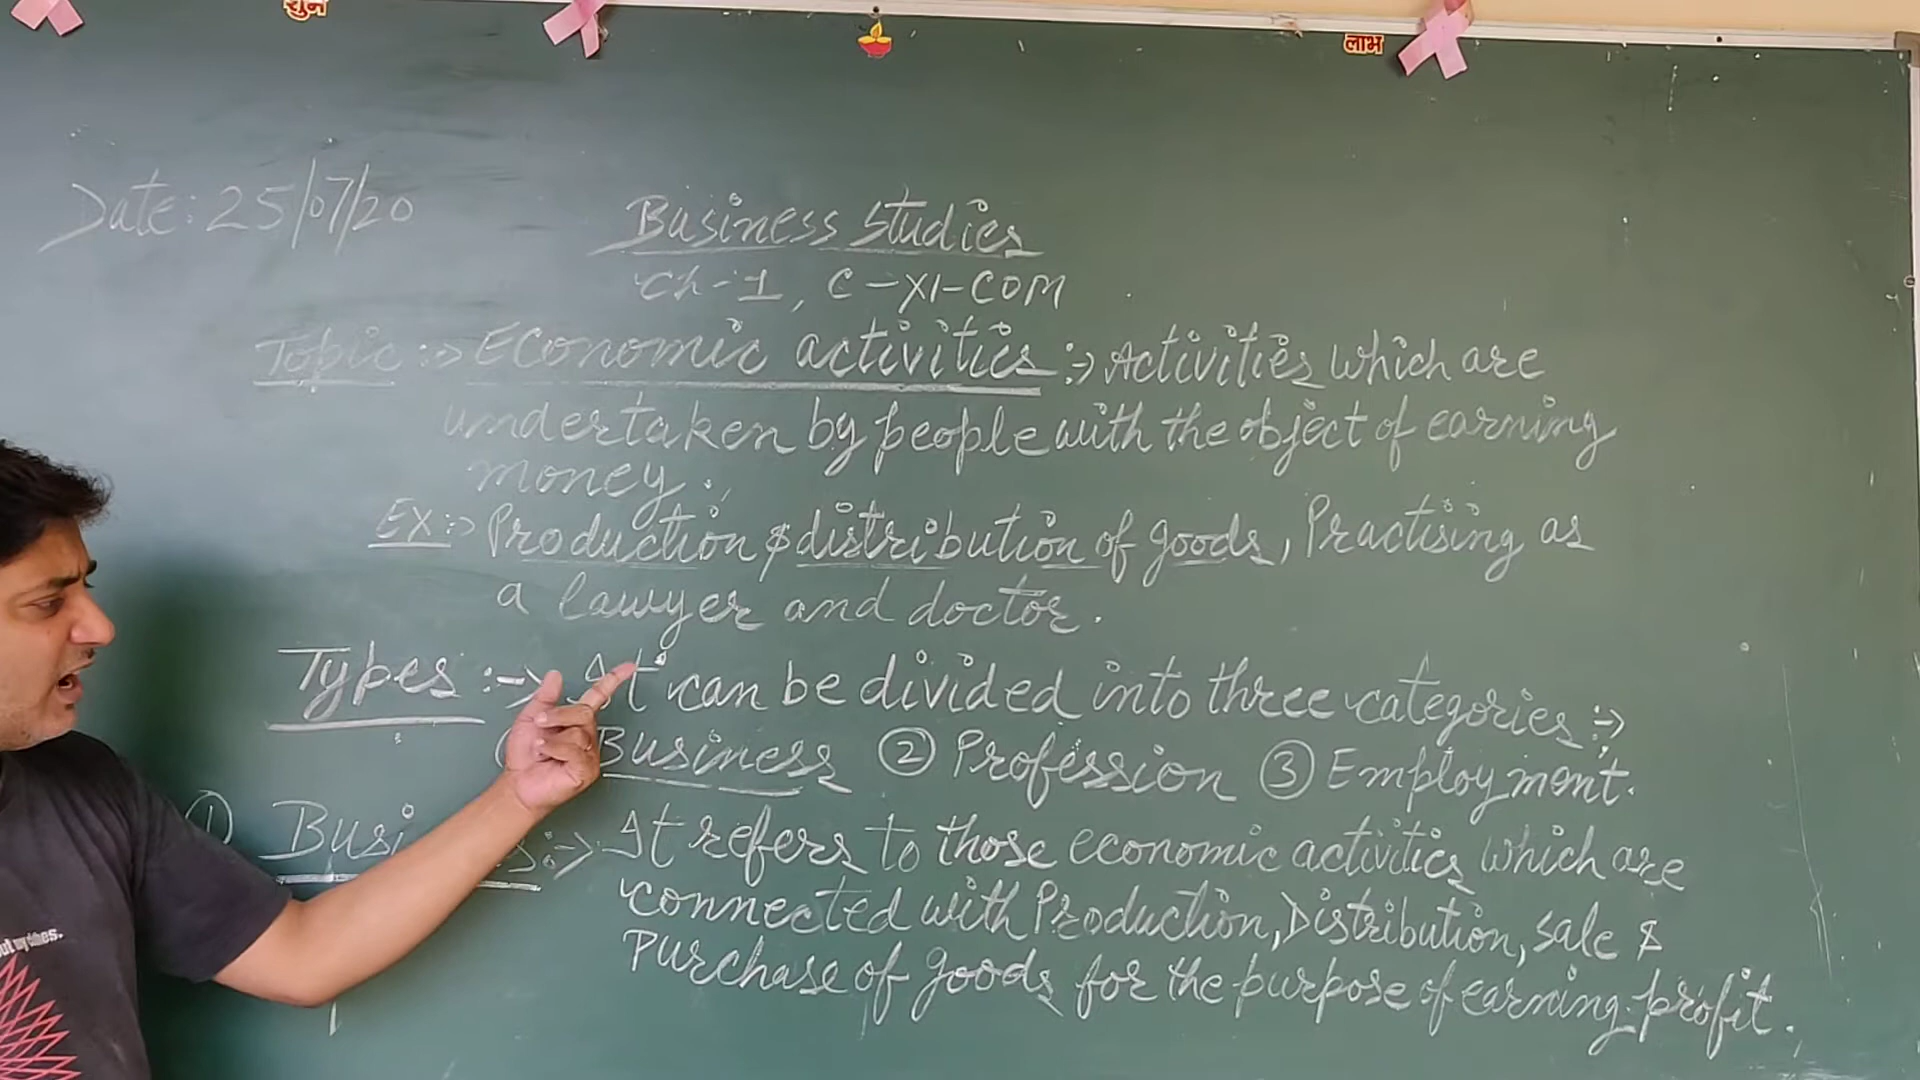 शुभ
लाभ
Date: 25/07/20
Business Studies
Ch-1, C-XI-COM
Topic :-> Economic activities :-> Activities which are
undertaken by people with the object of earning
money.
EX :-> Production & distribution of goods, Practising as
a lawyer and doctor.
Types :-> It can be divided into three categories :->
Business ② Profession ③ Employment.
① Busi s :-> It refers to those economic activities which are
connected with Production, Distribution, sale &
Purchase of goods for the purpose of earning profit.